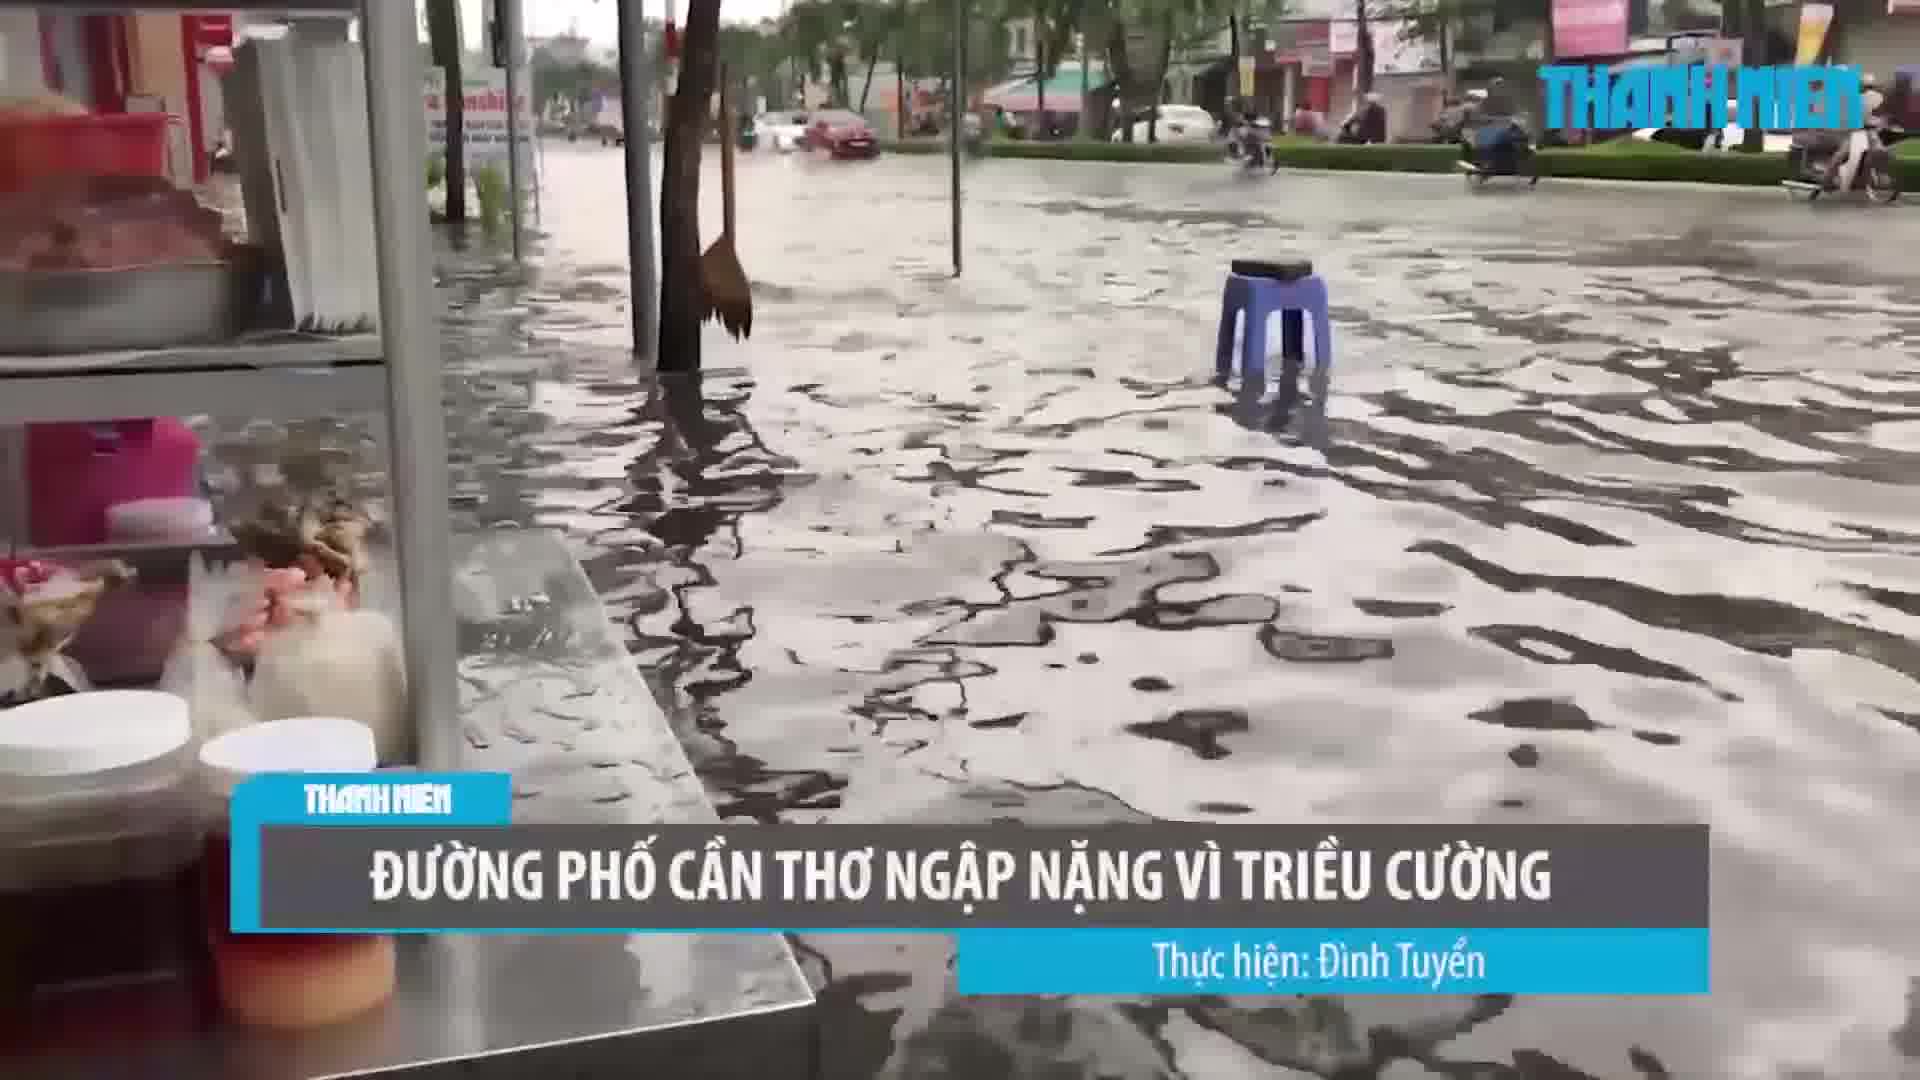 THANH NIEN
THANH NIEN
ĐƯỜNG PHỐ CẦN THƠ NGẬP NẶNG VÌ TRIỀU CƯỜNG
Thực hiện: Đình Tuyển